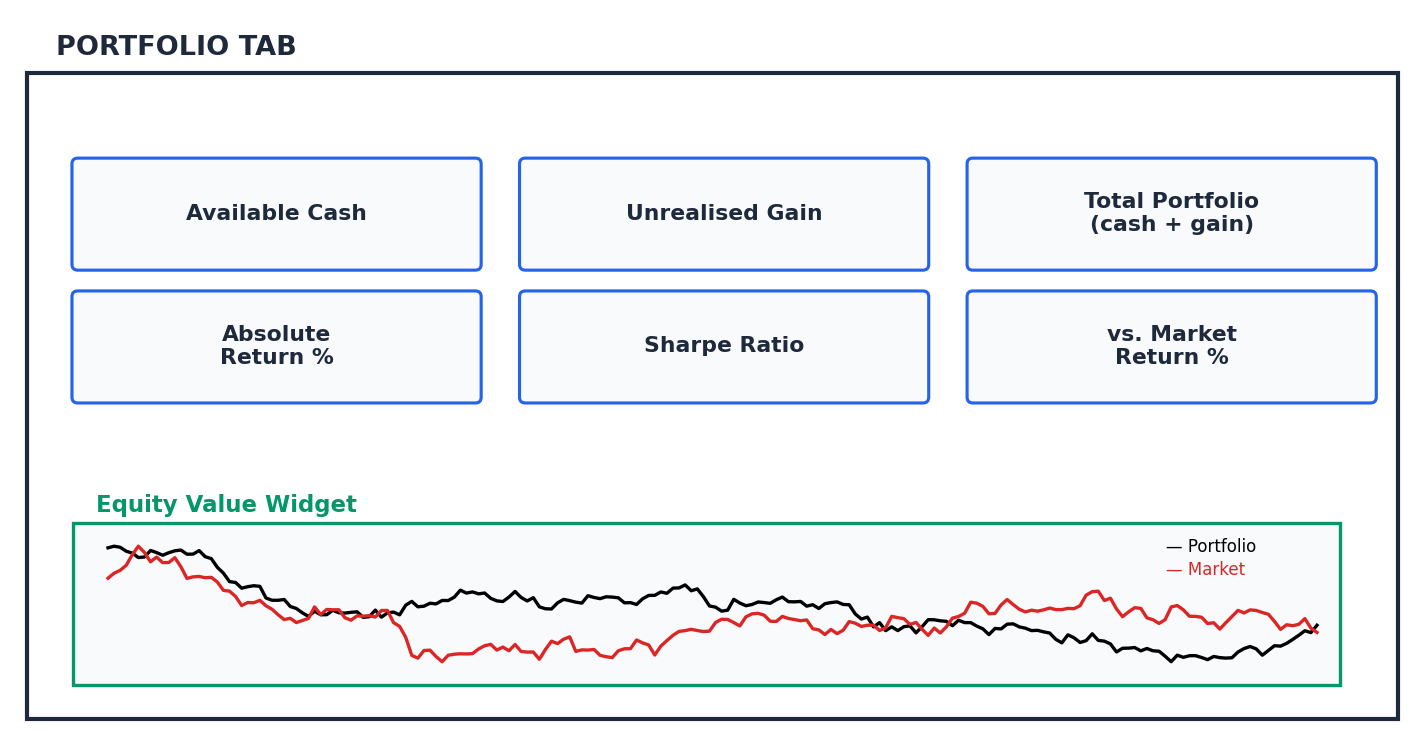 PORTFOLIO TAB
Available Cash
Unrealised Gain
Total Portfolio
(cash + gain)
Absolute
Return %
Sharpe Ratio
vs. Market
Return %
Equity Value Widget
— Portfolio
— Market